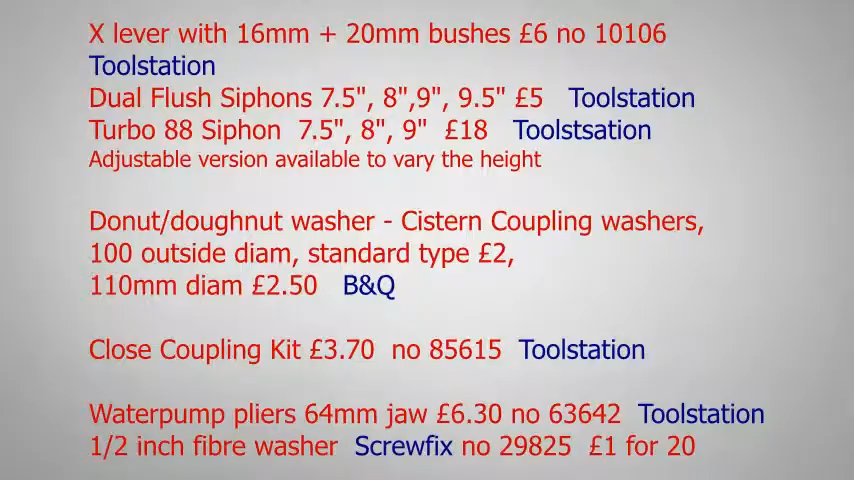 X lever with 16mm + 20mm bushes £6 no 10106
Toolstation
Dual Flush Siphons 7.5", 8",9", 9.5" £5 Toolstation
Turbo 88 Siphon 7.5", 8", 9" £18 Toolstsation
Adjustable version available to vary the height
Donut/doughnut washer - Cistern Coupling washers,
100 outside diam, standard type £2,
110mm diam £2.50 B&Q
Close Coupling Kit £3.70 no 85615 Toolstation
Waterpump pliers 64mm jaw £6.30 no 63642 Toolstation
1/2 inch fibre washer Screwfix no 29825 £1 for 20